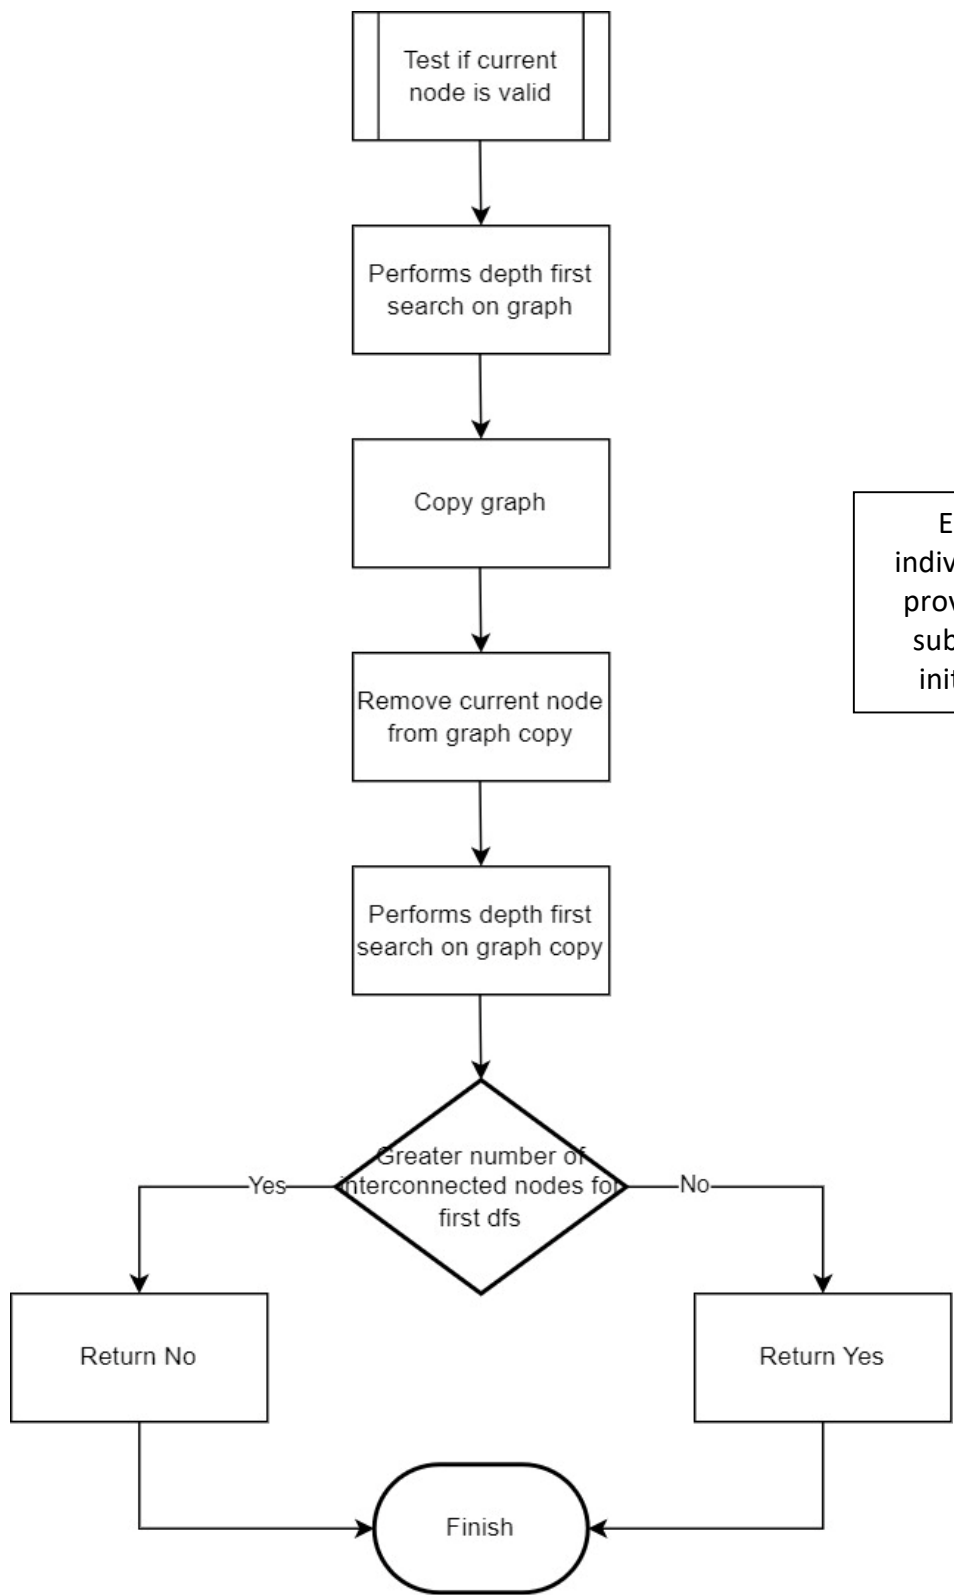 Test if current
node is valid
Performs depth first
search on graph
Copy graph
Remove current node
from graph copy
Performs depth first
search on graph copy
Greater number of
interconnected nodes for
first dfs
Yes
No
Return No
Return Yes
Finish